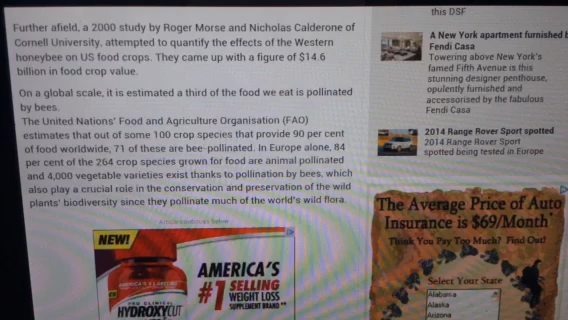 Further afield, a 2000 study by Roger Morse and Nicholas Calderone of
Cornell University, attempted to quantify the effects of the Western
honeybee on US food crops. They came up with a figure of $14.6
billion in food crop value.
On a global scale, it is estimated a third of the food we eat is pollinated
by bees.
The United Nations' Food and Agriculture Organisation (FAO)
estimates that out of some 100 crop species that provide 90 per cent
of food worldwide, 71 of these are bee-pollinated. In Europe alone, 84
per cent of the 264 crop species grown for food are animal pollinated
and 4,000 vegetable varieties exist thanks to pollination by bees, which
also play a crucial role in the conservation and preservation of the wild
plants' biodiversity since they pollinate much of the world's wild flora.
Article continues below
NEW!
PRO CLINICAL
HYDROXYCUT
AMERICA'S
#1 SELLING
WEIGHT LOSS
SUPPLEMENT BRAND**
this DSF
A New York apartment furnished b
Fendi Casa
Towering above New York's
famed Fifth Avenue is this
stunning designer penthouse,
opulently furnished and
accessorised by the fabulous
Fendi Casa
2014 Range Rover Sport spotted
2014 Range Rover Sport
spotted being tested in Europe
The Average Price of Auto
Insurance is $69/Month*
Think You Pay Too Much? Find Out!
Select Your State
Alabama
Alaska
Arizona